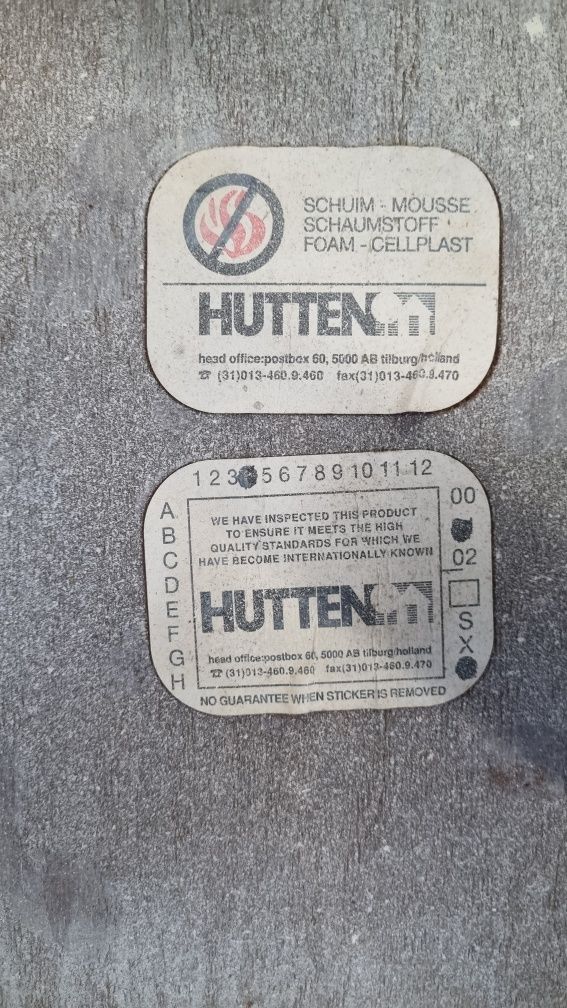 SCHUIM - MOUSSE
SCHAUMSTOFF
FOAM - CELLPLAST
HUTTEN
head office:postbox 60, 5000 AB tilburg/holland
☎ (31)013-460.9.460 fax(31)013-460.9.470
1 2 3 5 6 7 8 9 10 11 12
A
B
C
D
E
F
G
H
00
02
S
X
WE HAVE INSPECTED THIS PRODUCT
TO ENSURE IT MEETS THE HIGH
QUALITY STANDARDS FOR WHICH WE
HAVE BECOME INTERNATIONALLY KNOWN
HUTTEN
head office:postbox 60, 5000 AB tilburg/holland
☎ (31)013-460.9.460 fax(31)013-460.9.470
NO GUARANTEE WHEN STICKER IS REMOVED